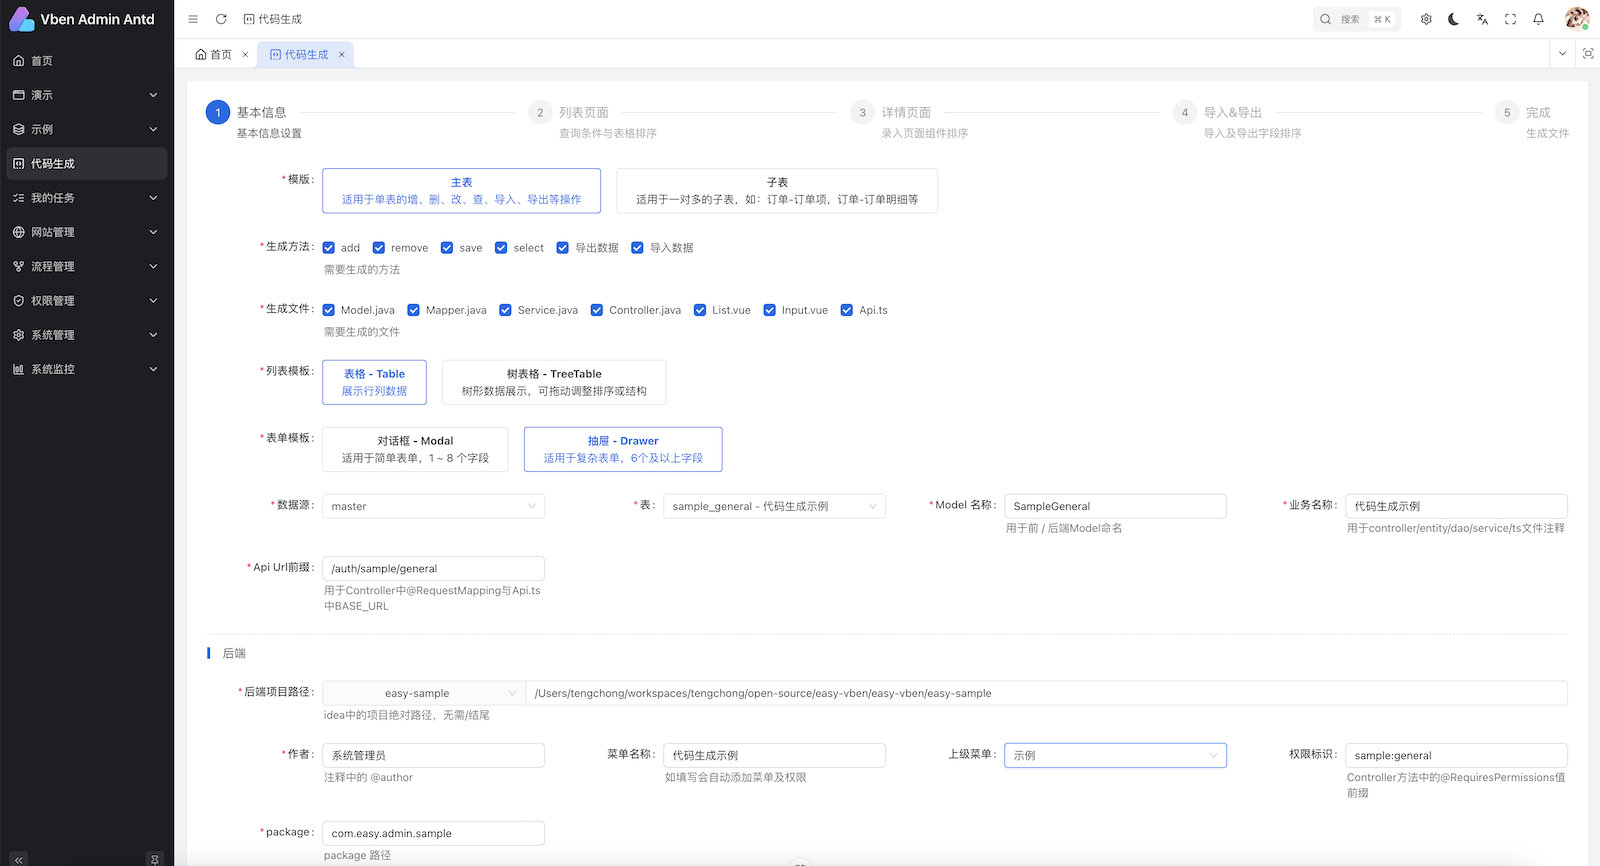 Vben Admin Antd
代码生成
搜索 ⌘ K
首页
演示
示例
代码生成
我的任务
网站管理
流程管理
权限管理
系统管理
系统监控
首页 ×
代码生成 ×
1 基本信息
基本信息设置
2 列表页面
查询条件与表格排序
3 详情页面
录入页面组件排序
4 导入&导出
导入及导出字段排序
5 完成
生成文件
*模版:
主表
适用于单表的增、删、改、查、导入、导出等操作
子表
适用于一对多的子表，如：订单-订单项，订单-订单明细等
*生成方法: add remove save select 导出数据 导入数据
需要生成的方法
*生成文件: Model.java Mapper.java Service.java Controller.java List.vue Input.vue Api.ts
需要生成的文件
*列表模板:
表格 - Table
展示行列数据
树表格 - TreeTable
树形数据展示，可拖动调整排序或结构
*表单模板:
对话框 - Modal
适用于简单表单，1 ~ 8 个字段
抽屉 - Drawer
适用于复杂表单，6个及以上字段
*数据源: master
*表: sample_general - 代码生成示例
*Model 名称: SampleGeneral
用于前 / 后端Model命名
*业务名称: 代码生成示例
用于controller/entity/dao/service/ts文件注释
*Api Url前缀: /auth/sample/general
用于Controller中@RequestMapping与Api.ts
中BASE_URL
后端
*后端项目路径: easy-sample /Users/tengchong/workspaces/tengchong/open-source/easy-vben/easy-vben/easy-sample
idea中的项目绝对路径，无需/结尾
*作者: 系统管理员
注释中的 @author
菜单名称: 代码生成示例
如填写会自动添加菜单及权限
上级菜单: 示例
权限标识: sample:general
Controller方法中的@RequiresPermissions值
前缀
*package: com.easy.admin.sample
package 路径